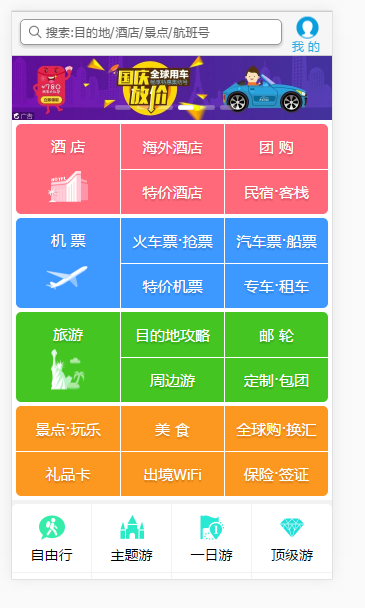 搜索:目的地/酒店/景点/航班号
我 的
国庆
放价
全球用车
广告
酒 店
海外酒店
团 购
特价酒店
民宿·客栈
机 票
火车票·抢票
汽车票·船票
特价机票
专车·租车
旅游
目的地攻略
邮 轮
周边游
定制·包团
景点·玩乐
美 食
全球购·换汇
礼品卡
出境WiFi
保险·签证
自由行
主题游
一日游
顶级游